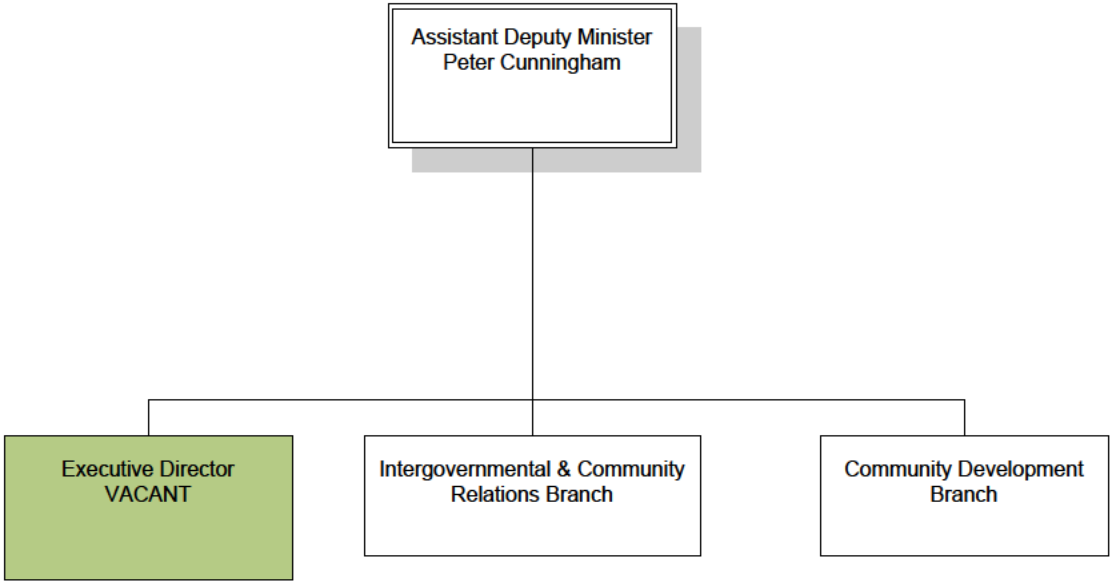 Assistant Deputy Minister
Peter Cunningham
Executive Director
VACANT
Intergovernmental & Community
Relations Branch
Community Development
Branch